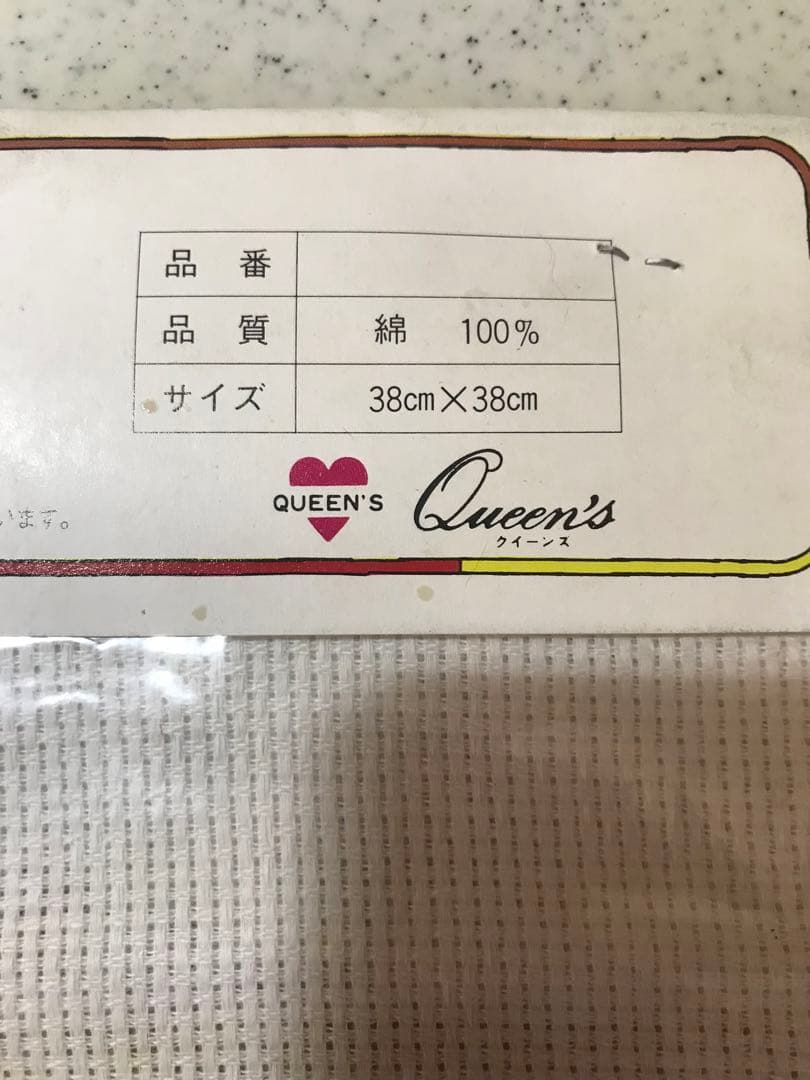 品 番
品 質 綿 100%
サイズ 38cm×38cm
QUEEN'S Queen's
クイーンズ
います。